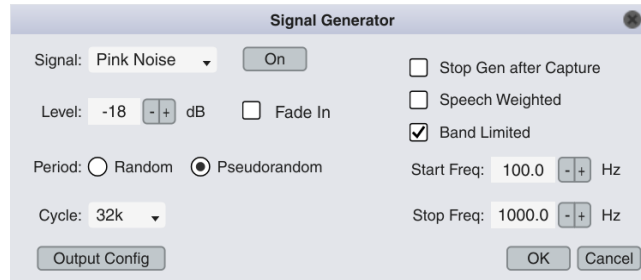 Signal Generator
Signal: Pink Noise On
Level: -18 - + dB Fade In
Period: Random Pseudorandom
Cycle: 32k
Output Config
Stop Gen after Capture
Speech Weighted
Band Limited
Start Freq: 100.0 - + Hz
Stop Freq: 1000.0 - + Hz
OK Cancel